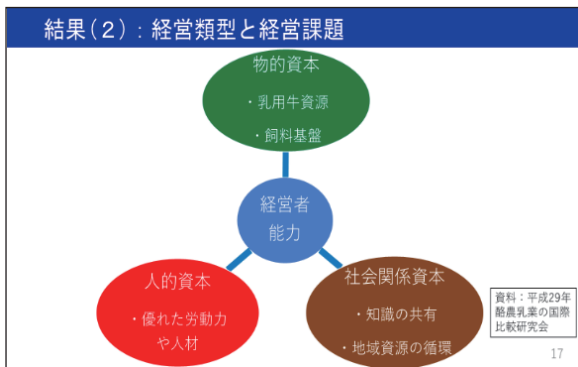 結果(２)：経営類型と経営課題
物的資本
・乳用牛資源
・飼料基盤
経営者
能力
人的資本
・優れた労動力
や人材
社会関係資本
・知識の共有
・地域資源の循環
資料：平成29年
酪農乳業の国際
比較研究会
17